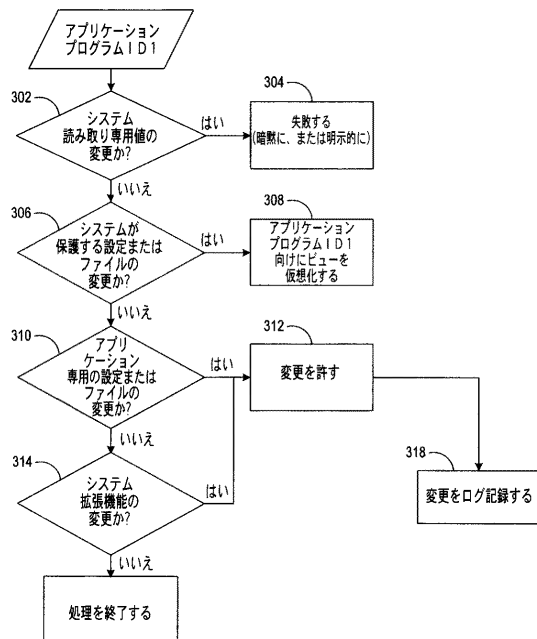 アプリケーション
プログラムID1
302
システム
読み取り専用値の
変更か?
はい
304
失敗する
(暗黙に、または明示的に)
いいえ
306
システムが
保護する設定または
ファイルの
変更か?
はい
308
アプリケーション
プログラムID1
向けにビューを
仮想化する
いいえ
310
アプリ
ケーション
専用の設定または
ファイルの
変更か?
はい
312
変更を許す
いいえ
314
システム
拡張機能の
変更か?
はい
318
変更をログ記録する
いいえ
処理を終了する